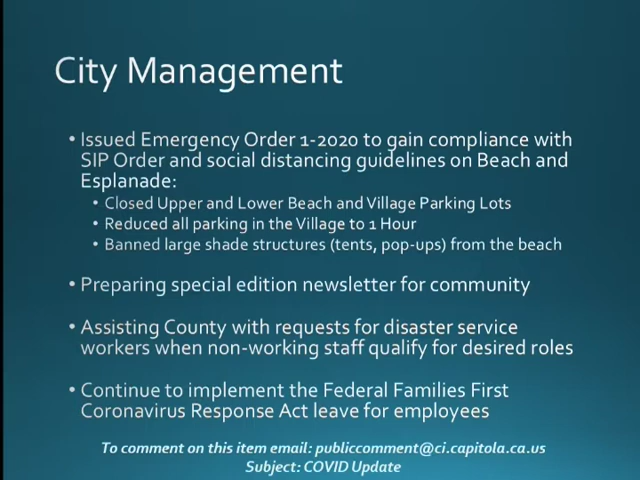 City Management
• Issued Emergency Order 1-2020 to gain compliance with
SIP Order and social distancing guidelines on Beach and
Esplanade:
• Closed Upper and Lower Beach and Village Parking Lots
• Reduced all parking in the Village to 1 Hour
• Banned large shade structures (tents, pop-ups) from the beach
• Preparing special edition newsletter for community
• Assisting County with requests for disaster service
workers when non-working staff qualify for desired roles
• Continue to implement the Federal Families First
Coronavirus Response Act leave for employees
To comment on this item email: publiccomment@ci.capitola.ca.us
Subject: COVID Update